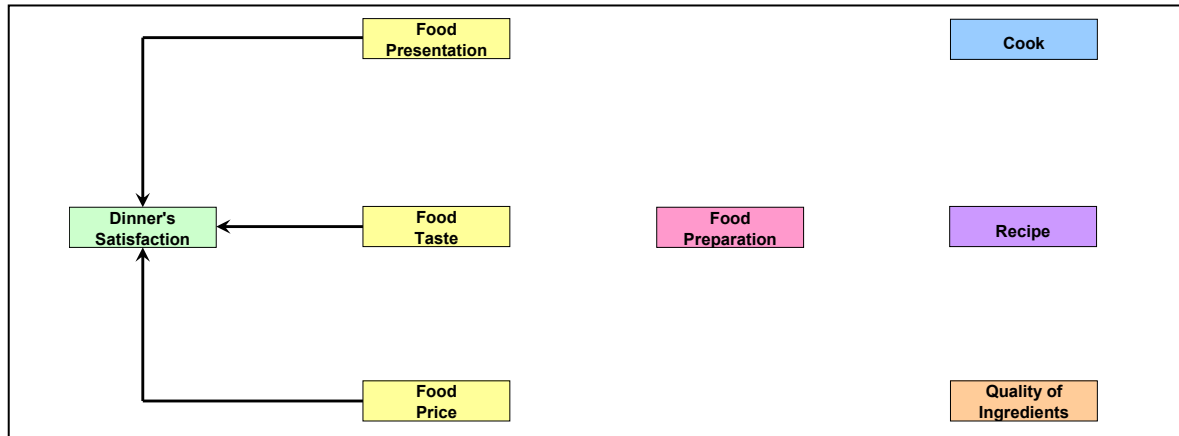 Food
Presentation
Cook
Dinner's
Satisfaction
Food
Taste
Food
Preparation
Recipe
Food
Price
Quality of
Ingredients